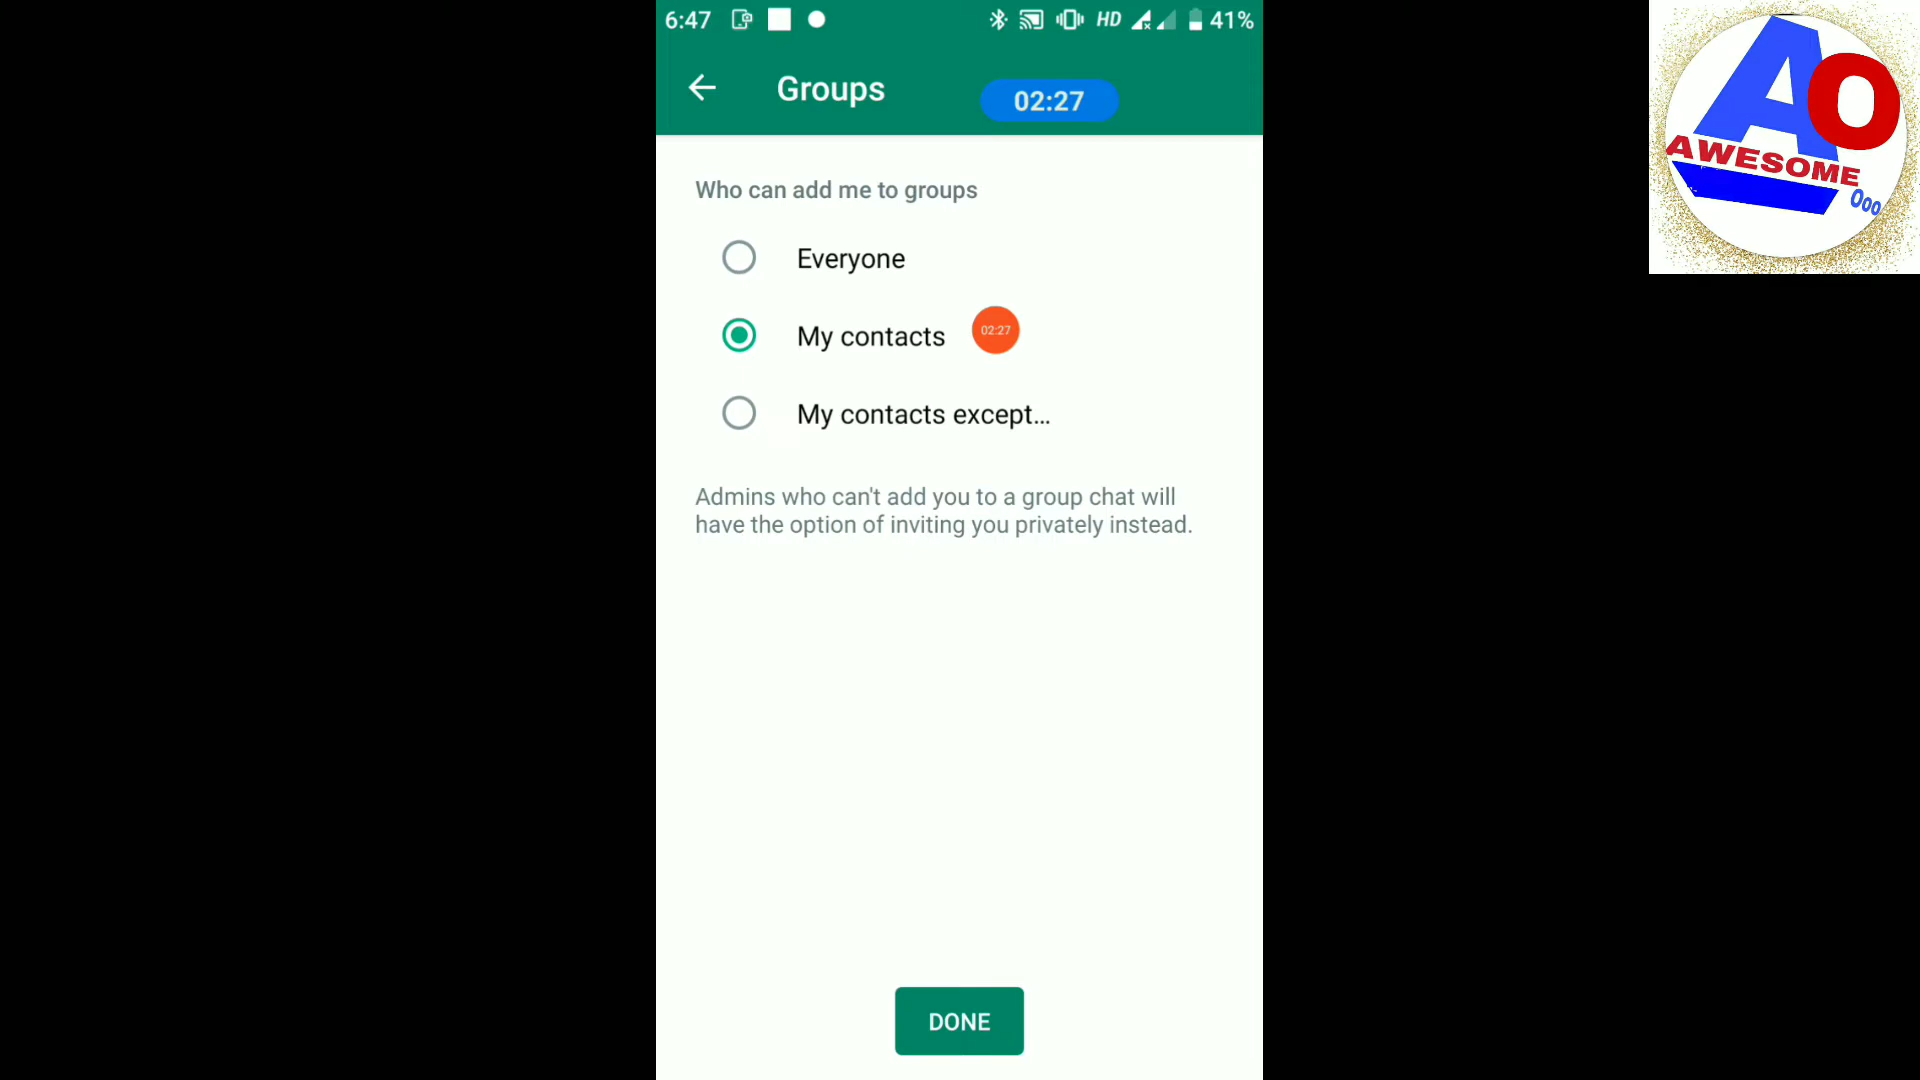 6:47 HD 41%
Groups
02:27
Who can add me to groups
Everyone
My contacts
02:27
My contacts except...
Admins who can't add you to a group chat will
have the option of inviting you privately instead.
DONE
AO
AWESOME
Ooo